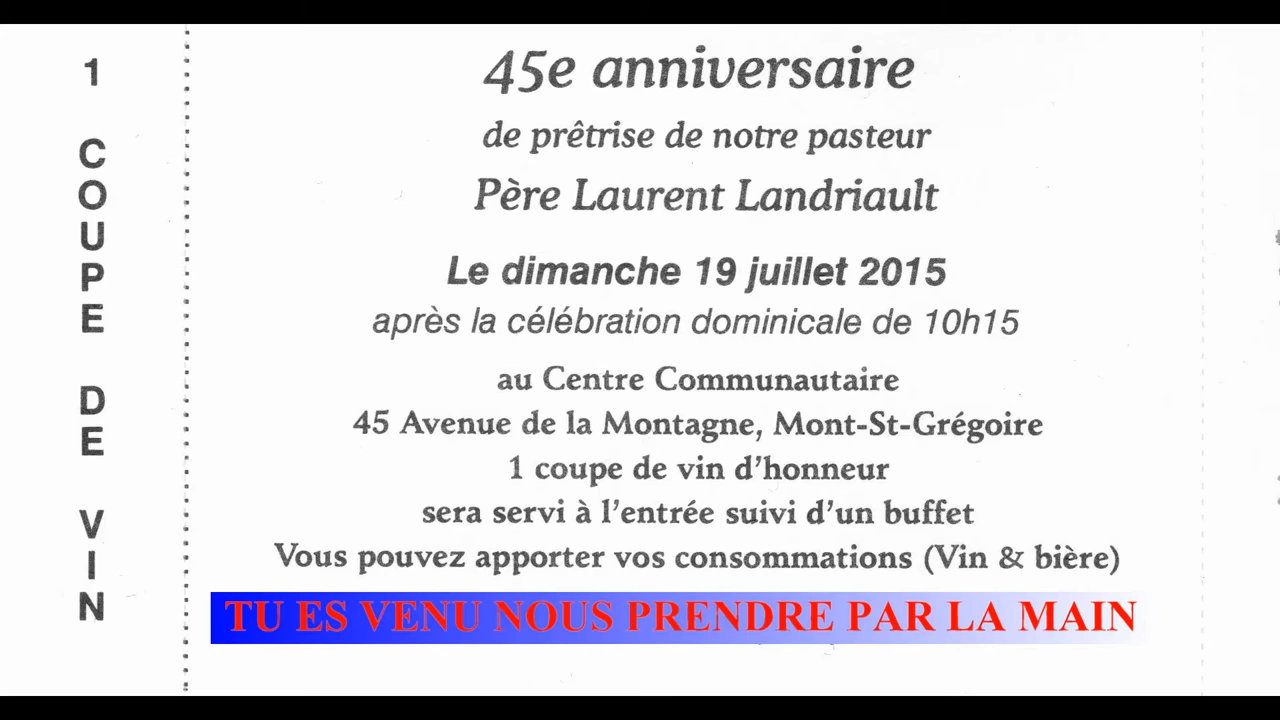 1 COUPE DE VIN
45e anniversaire
de prêtrise de notre pasteur
Père Laurent Landriault
Le dimanche 19 juillet 2015
après la célébration dominicale de 10h15
au Centre Communautaire
45 Avenue de la Montagne, Mont-St-Grégoire
1 coupe de vin d'honneur
sera servi à l'entrée suivi d'un buffet
Vous pouvez apporter vos consommations (Vin & bière)
TU ES VENU NOUS PRENDRE PAR LA MAIN